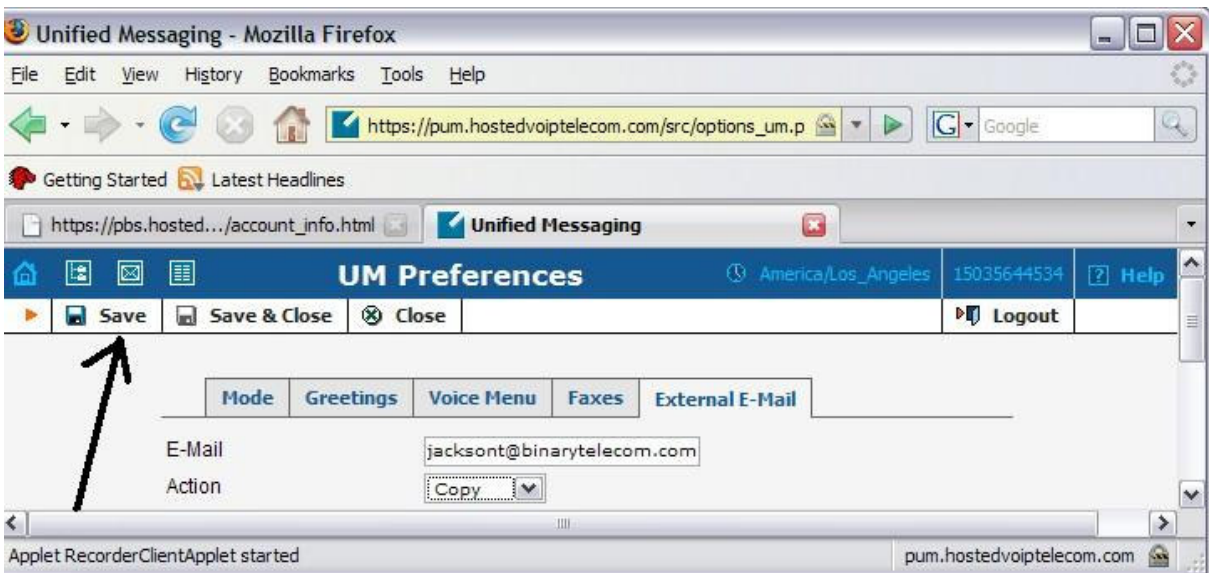 Unified Messaging - Mozilla Firefox
File Edit View History Bookmarks Tools Help
https://pum.hostedvoiptelecom.com/src/options_um.p G Google
Getting Started Latest Headlines
https://pbs.hosted.../account_info.html Unified Messaging
UM Preferences America/Los_Angeles 15035644534 ? Help
Save Save & Close Close Logout
Mode Greetings Voice Menu Faxes External E-Mail
E-Mail jacksont@binarytelecom.com
Action Copy
Applet RecorderClientApplet started pum.hostedvoiptelecom.com